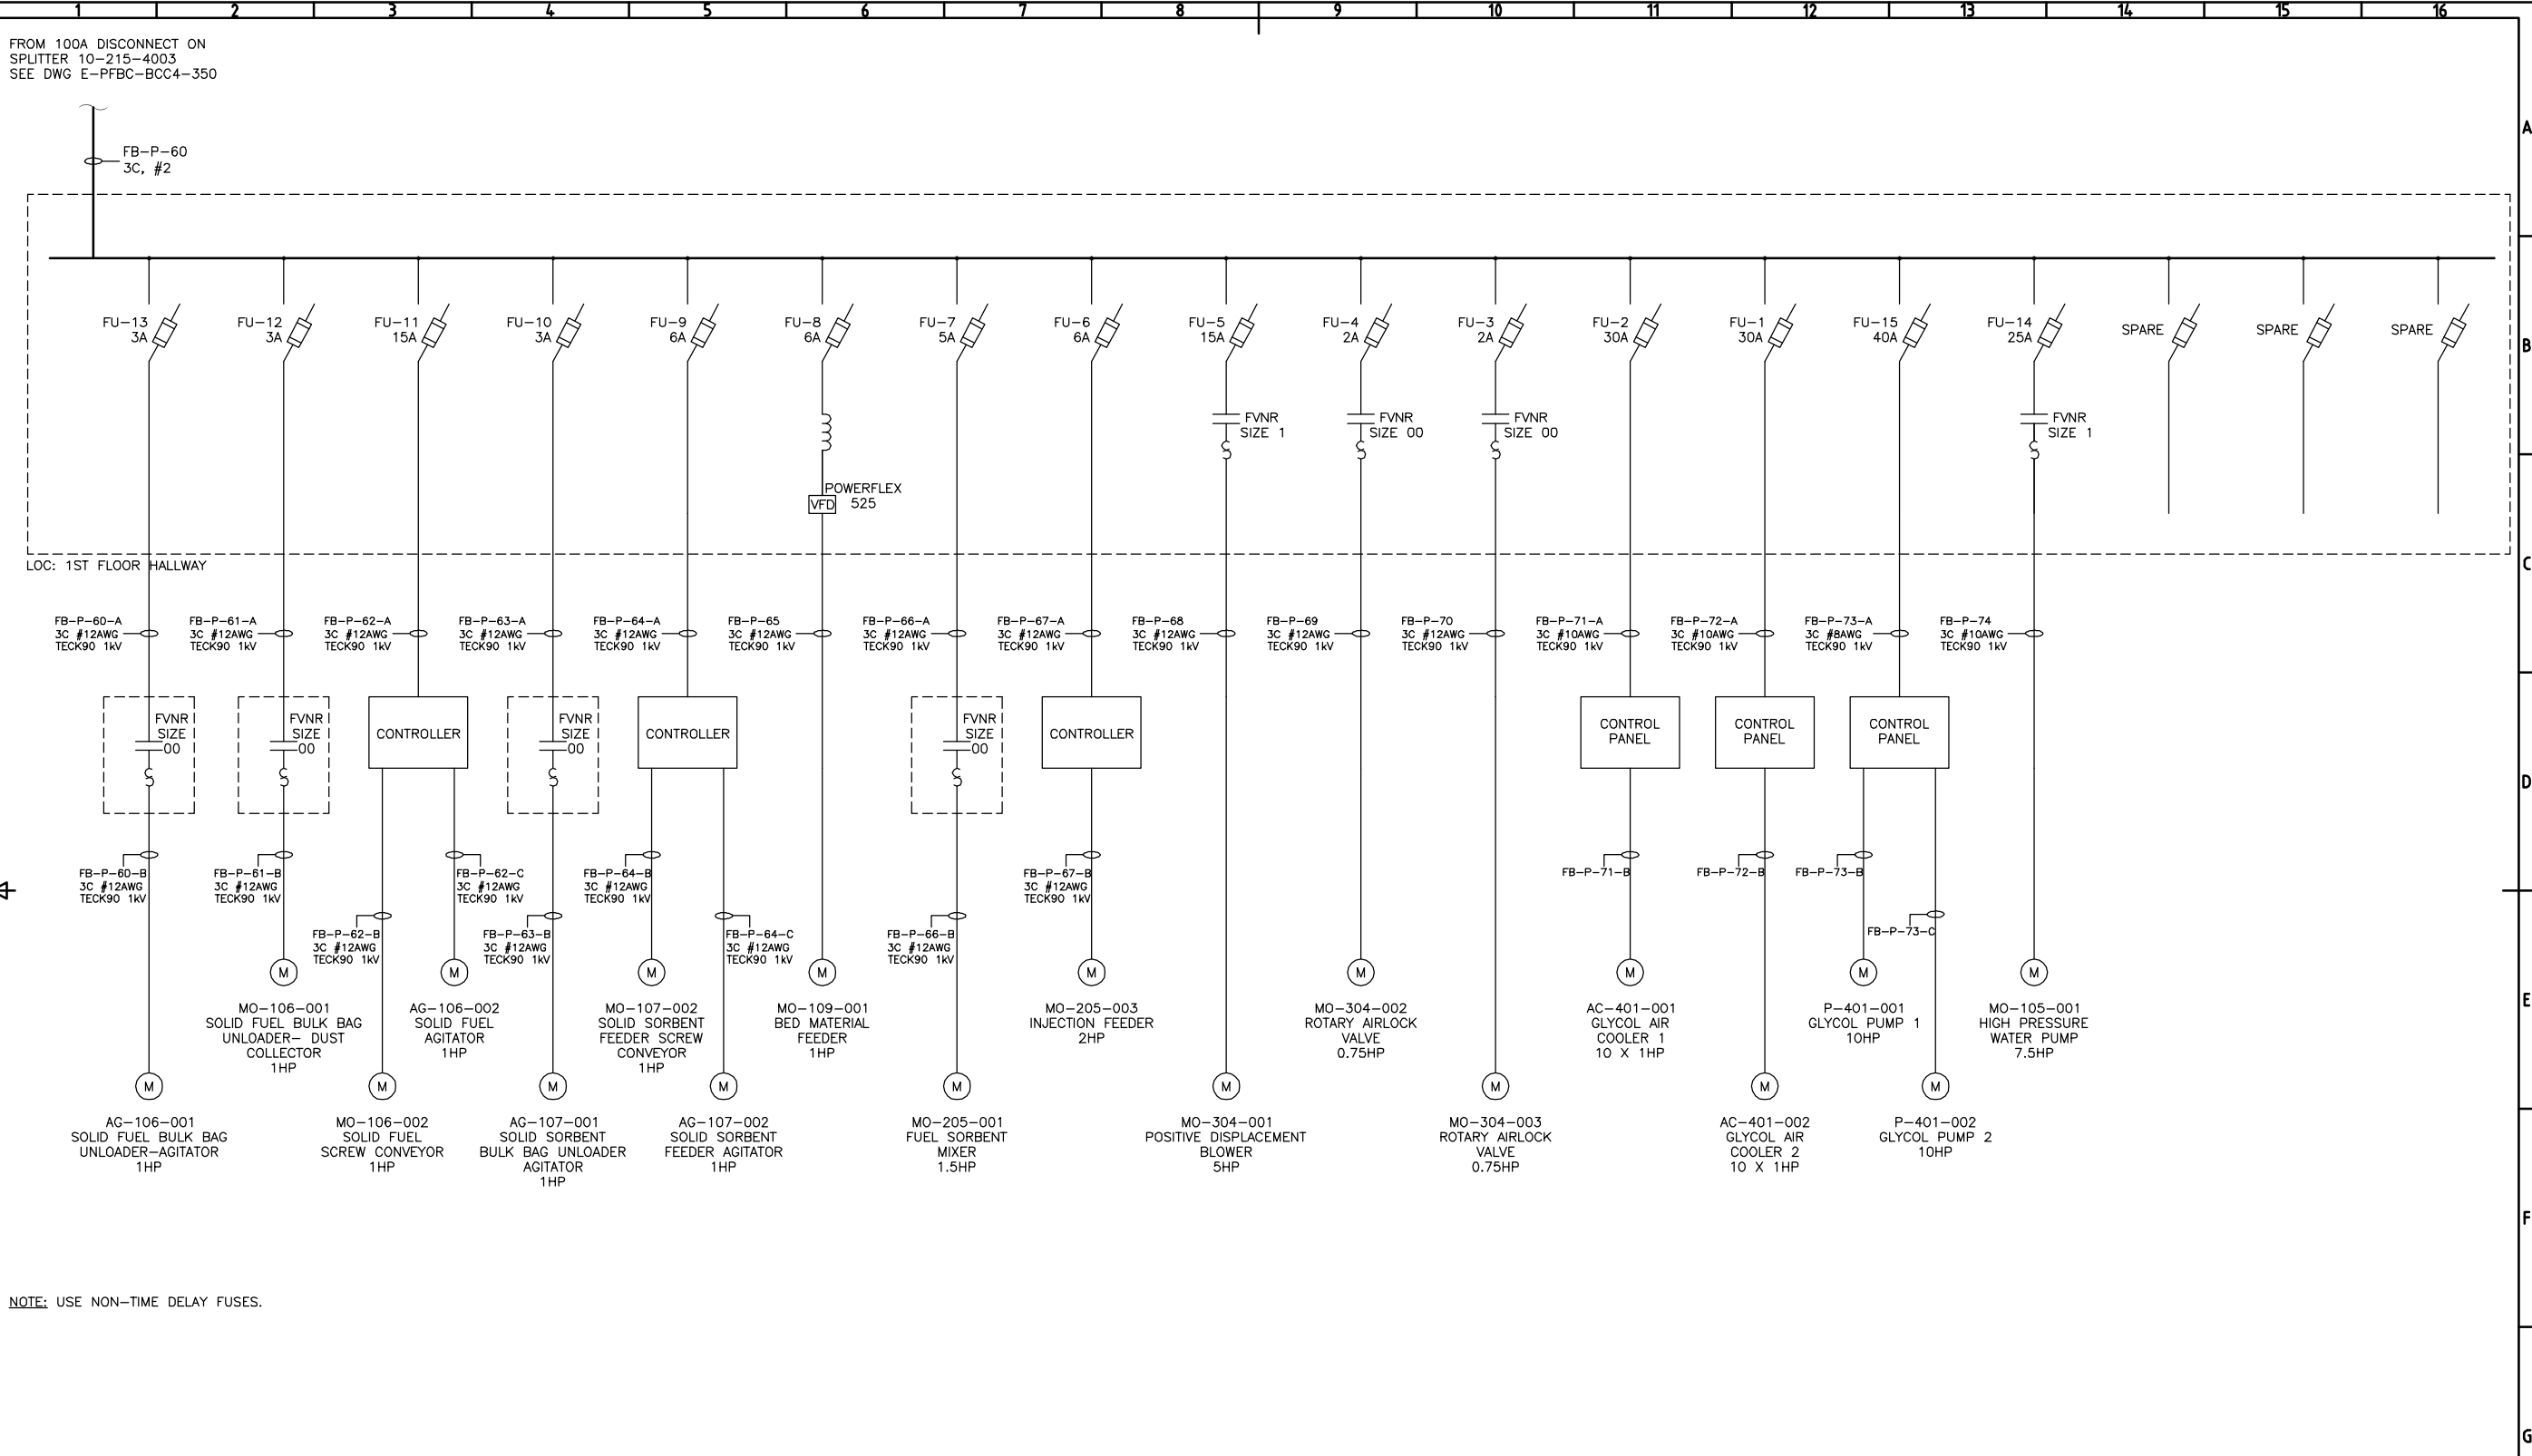 1 2 3 4 5 6 7 8 9 10 11 12 13 14 15 16
FROM 100A DISCONNECT ON
SPLITTER 10-215-4003
SEE DWG E-PFBC-BCC4-350
A
FB-P-60
3C, #2
FU-13
3A
FU-12
3A
FU-11
15A
FU-10
3A
FU-9
6A
FU-8
6A
FU-7
5A
FU-6
6A
FU-5
15A
FU-4
2A
FU-3
2A
FU-2
30A
FU-1
30A
FU-15
40A
FU-14
25A
SPARE
SPARE
SPARE
B
FVNR
SIZE 1
FVNR
SIZE 00
FVNR
SIZE 00
FVNR
SIZE 1
POWERFLEX
525
VFD
LOC: 1ST FLOOR HALLWAY
C
FB-P-60-A
3C #12AWG
TECK90 1kV
FB-P-61-A
3C #12AWG
TECK90 1kV
FB-P-62-A
3C #12AWG
TECK90 1kV
FB-P-63-A
3C #12AWG
TECK90 1kV
FB-P-64-A
3C #12AWG
TECK90 1kV
FB-P-65
3C #12AWG
TECK90 1kV
FB-P-66-A
3C #12AWG
TECK90 1kV
FB-P-67-A
3C #12AWG
TECK90 1kV
FB-P-68
3C #12AWG
TECK90 1kV
FB-P-69
3C #12AWG
TECK90 1kV
FB-P-70
3C #12AWG
TECK90 1kV
FB-P-71-A
3C #10AWG
TECK90 1kV
FB-P-72-A
3C #10AWG
TECK90 1kV
FB-P-73-A
3C #8AWG
TECK90 1kV
FB-P-74
3C #10AWG
TECK90 1kV
FVNR
SIZE
00
FVNR
SIZE
00
CONTROLLER
FVNR
SIZE
00
CONTROLLER
FVNR
SIZE
00
CONTROLLER
CONTROL
PANEL
CONTROL
PANEL
CONTROL
PANEL
D
FB-P-60-B
3C #12AWG
TECK90 1kV
FB-P-61-B
3C #12AWG
TECK90 1kV
FB-P-62-C
3C #12AWG
TECK90 1kV
FB-P-64-B
3C #12AWG
TECK90 1kV
FB-P-67-B
3C #12AWG
TECK90 1kV
FB-P-71-B
FB-P-72-B
FB-P-73-B
FB-P-62-B
3C #12AWG
TECK90 1kV
FB-P-63-B
3C #12AWG
TECK90 1kV
FB-P-64-C
3C #12AWG
TECK90 1kV
FB-P-66-B
3C #12AWG
TECK90 1kV
FB-P-73-C
M
M
M
M
M
M
M
M
M
E
MO-106-001
SOLID FUEL BULK BAG
UNLOADER- DUST
COLLECTOR
1HP
AG-106-002
SOLID FUEL
AGITATOR
1HP
MO-107-002
SOLID SORBENT
FEEDER SCREW
CONVEYOR
1HP
MO-109-001
BED MATERIAL
FEEDER
1HP
MO-205-003
INJECTION FEEDER
2HP
MO-304-002
ROTARY AIRLOCK
VALVE
0.75HP
AC-401-001
GLYCOL AIR
COOLER 1
10 X 1HP
P-401-001
GLYCOL PUMP 1
10HP
MO-105-001
HIGH PRESSURE
WATER PUMP
7.5HP
M
M
M
M
M
M
M
M
M
AG-106-001
SOLID FUEL BULK BAG
UNLOADER-AGITATOR
1HP
MO-106-002
SOLID FUEL
SCREW CONVEYOR
1HP
AG-107-001
SOLID SORBENT
BULK BAG UNLOADER
AGITATOR
1HP
AG-107-002
SOLID SORBENT
FEEDER AGITATOR
1HP
MO-205-001
FUEL SORBENT
MIXER
1.5HP
MO-304-001
POSITIVE DISPLACEMENT
BLOWER
5HP
MO-304-003
ROTARY AIRLOCK
VALVE
0.75HP
AC-401-002
GLYCOL AIR
COOLER 2
10 X 1HP
P-401-002
GLYCOL PUMP 2
10HP
F
NOTE: USE NON-TIME DELAY FUSES.
G